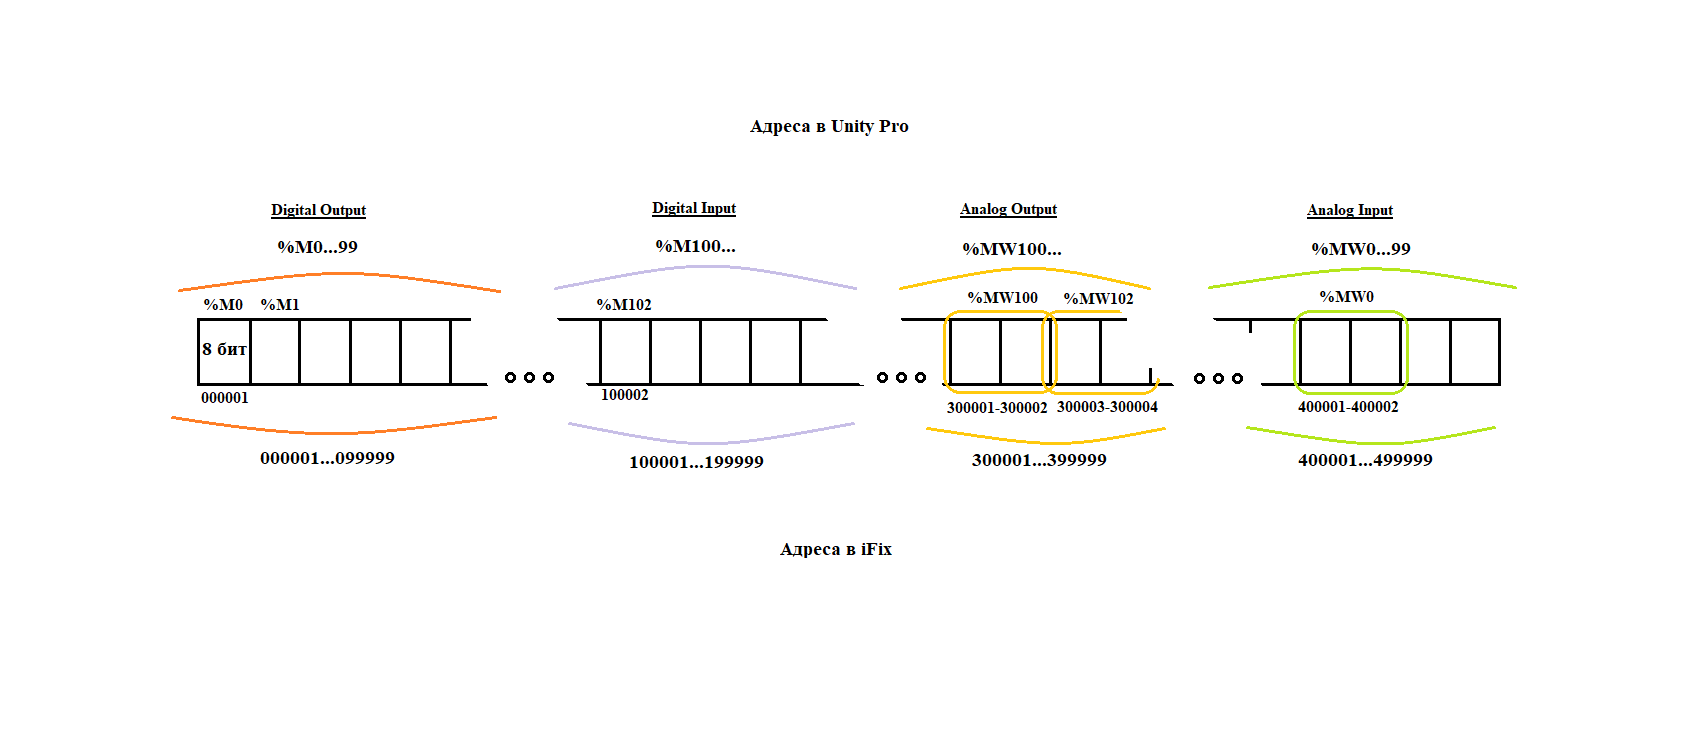 Адреса в Unity Pro
Digital Output
Digital Input
Analog Output
Analog Input
%M0...99
%M100...
%MW100...
%MW0...99
%M0
%M1
%M102
%MW100
%MW102
%MW0
8 бит
000001
100002
300001-300002
300003-300004
400001-400002
000001...099999
100001...199999
300001...399999
400001...499999
Адреса в iFix